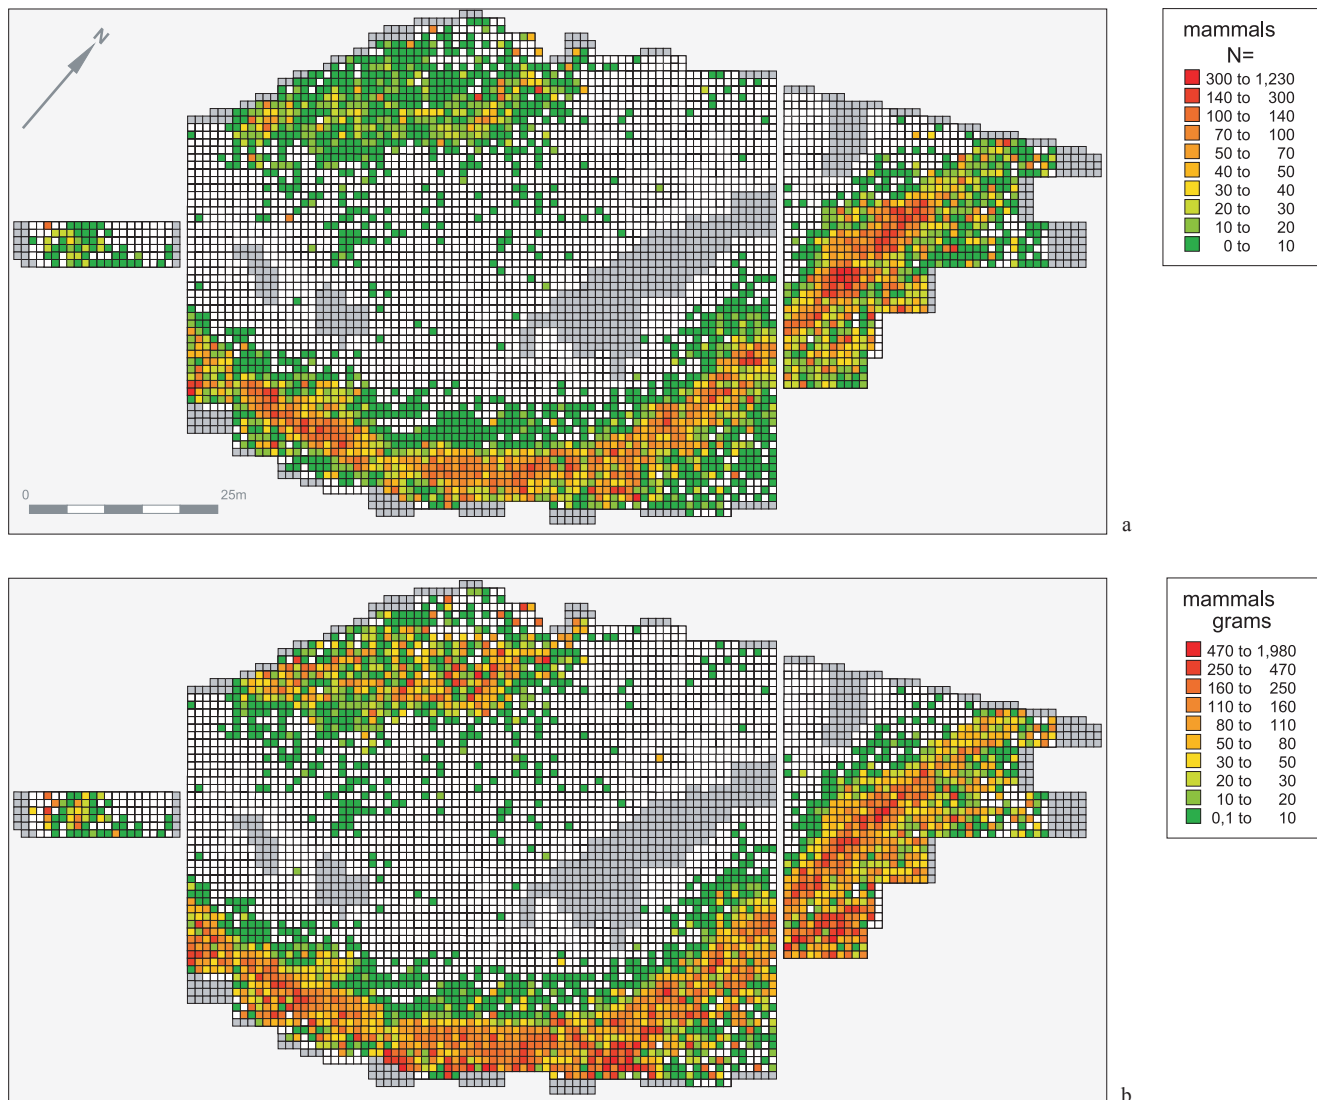 N
0 25m
a
mammals
N=
300 to 1,230
140 to 300
100 to 140
70 to 100
50 to 70
40 to 50
30 to 40
20 to 30
10 to 20
0 to 10
b
mammals
grams
470 to 1,980
250 to 470
160 to 250
110 to 160
80 to 110
50 to 80
30 to 50
20 to 30
10 to 20
0,1 to 10